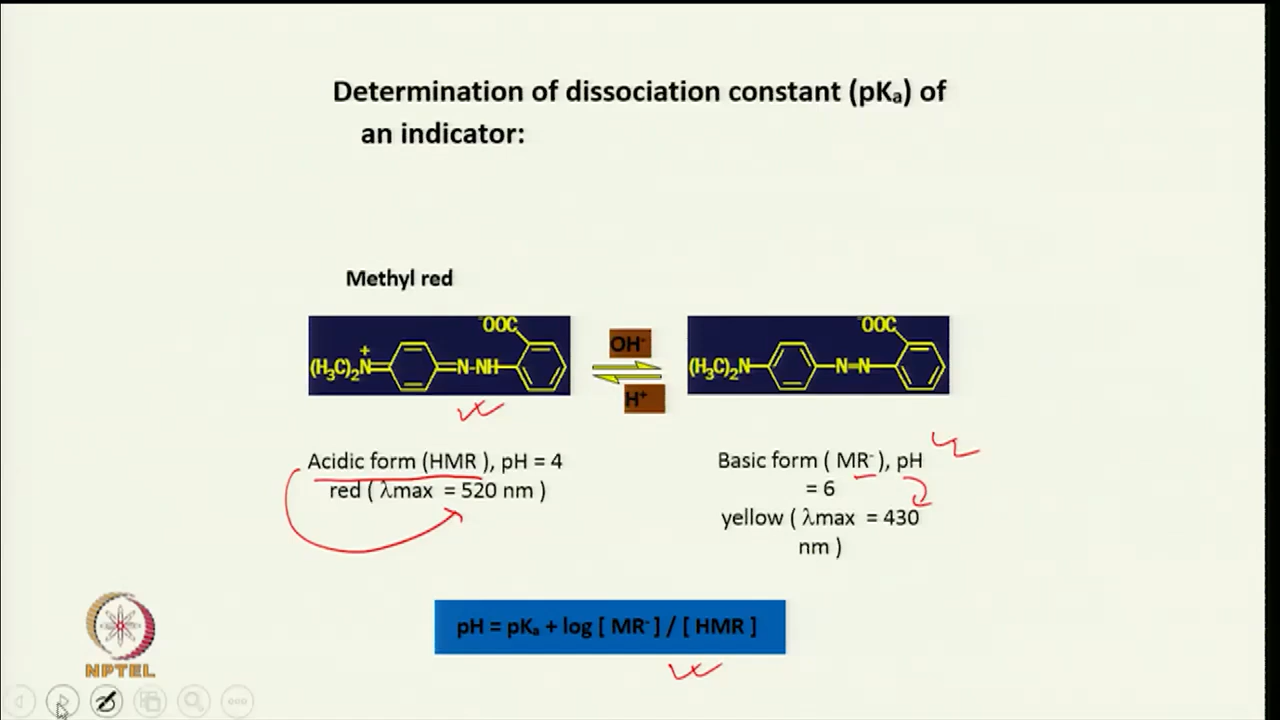 Determination of dissociation constant (pKₐ) of
an indicator:
Methyl red
(H₃C)₂N⁺ N-NH ⁻OOC
OH⁻
H⁺
(H₃C)₂N N=N ⁻OOC
Acidic form (HMR ), pH = 4
red ( λmax = 520 nm )
Basic form ( MR⁻ ), pH
= 6
yellow ( λmax = 430
nm )
pH = pKₐ + log [ MR⁻ ] / [ HMR ]
NPTEL